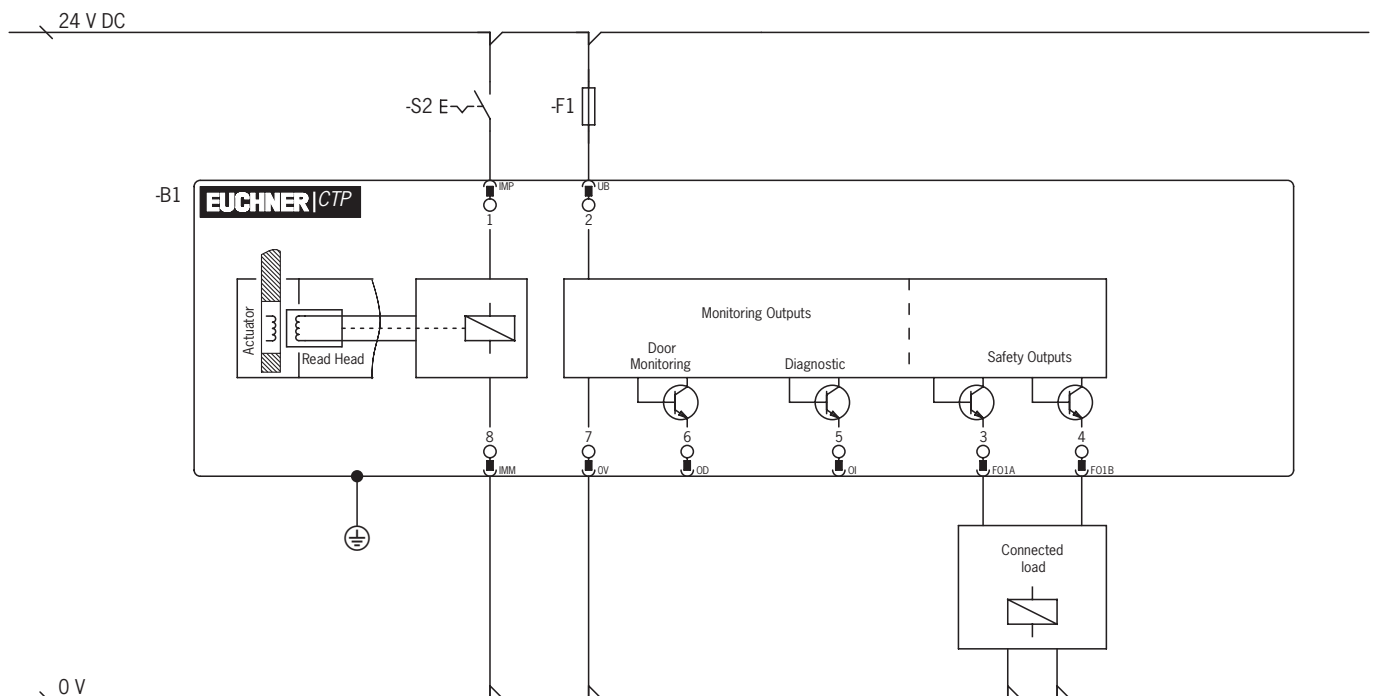 24 V DC
-S2 E
-F1
-B1
EUCHNER|CTP
IMP
UB
1
2
Actuator
Read Head
Monitoring Outputs
Door
Monitoring
Diagnostic
Safety Outputs
8
7
6
5
3
4
IMM
0V
OD
OI
FO1A
FO1B
Connected
load
0 V